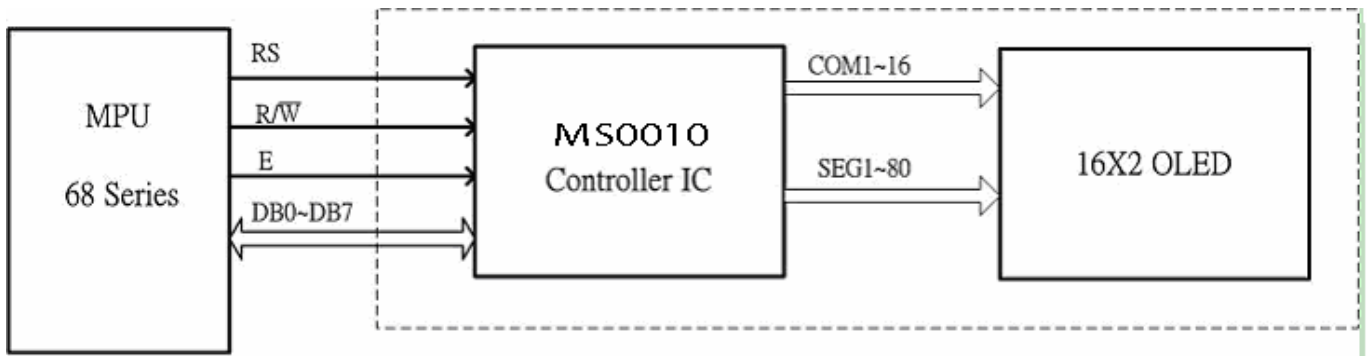 MPU
68 Series
RS
R/W̅
E
DB0~DB7
MS0010
Controller IC
COM1~16
SEG1~80
16X2 OLED